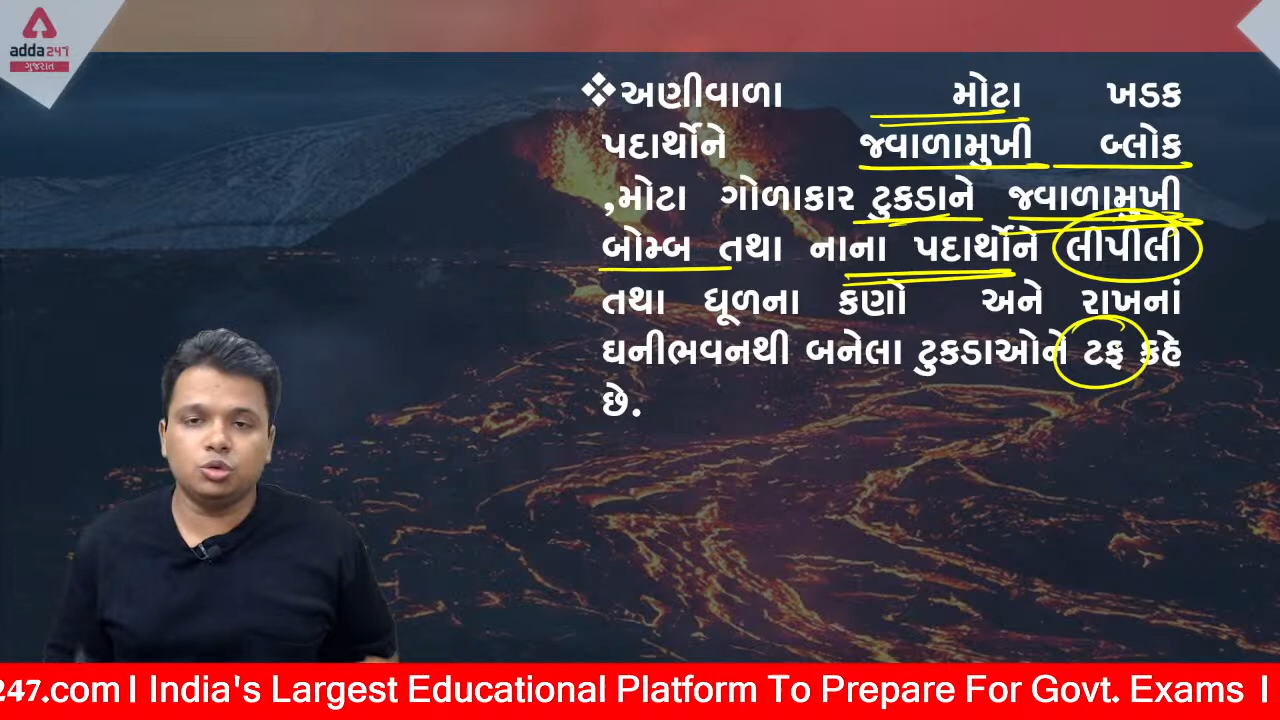 adda247
ગુજરાત
❖અણીવાળા મોટા ખડક
પદાર્થોને જ્વાળામુખી બ્લોક
,મોટા ગોળાકાર ટુકડાને જ્વાળામુખી
બોમ્બ તથા નાના પદાર્થોને લીપીલી
તથા ધૂળના કણો અને રાખનાં
ઘનીભવનથી બનેલા ટુકડાઓને ટફ કહે
છે.
247.com | India's Largest Educational Platform To Prepare For Govt. Exams |